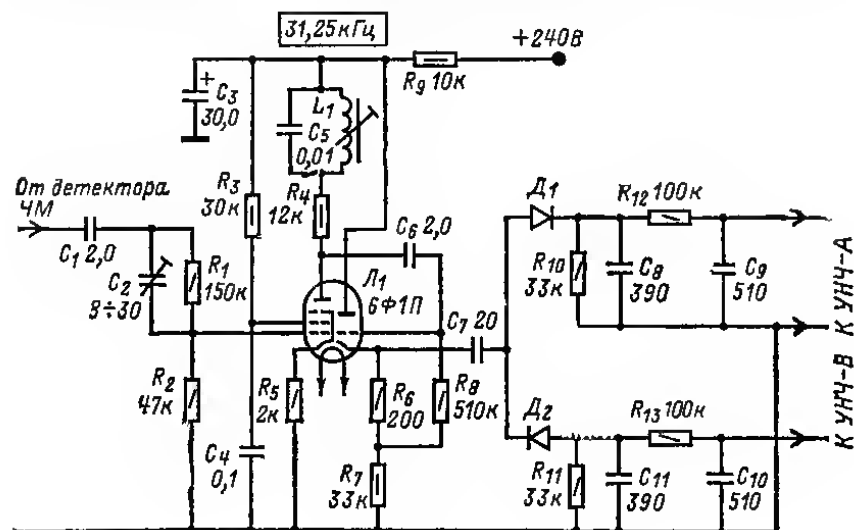 31,25кГц
+240В
R9 10к
+
C3
30,0
L1
C5
0,01
R3
30к
R4
12к
От детектора
ЧМ
C1 2,0
C2
8÷30
R1
150к
C6 2,0
Л1
6Ф1П
C7 20
Д1
R12 100к
R10
33к
C8
390
C9
510
К УНЧ-А
R2
47к
C4
0,1
R5
2к
R6
200
R8
510к
R7
33к
Д2
R13 100к
R11
33к
C11
390
C10
510
К УНЧ-В